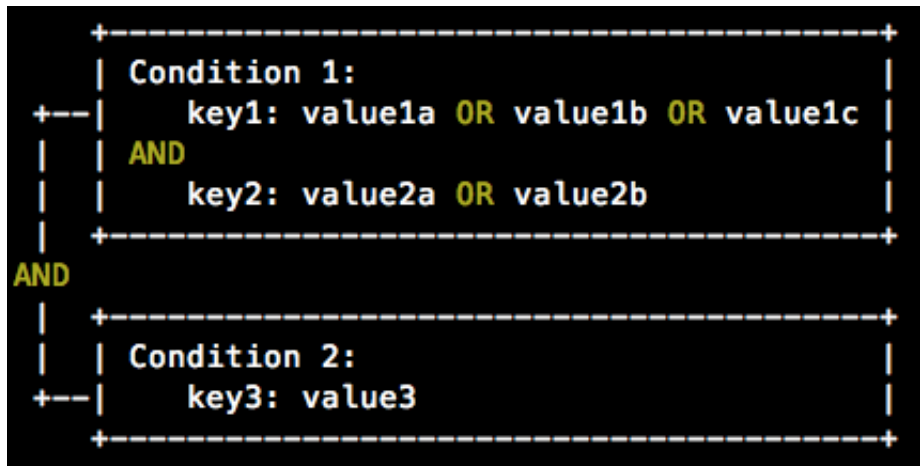 Condition 1:
key1: value1a OR value1b OR value1c
AND
key2: value2a OR value2b
AND
Condition 2:
key3: value3